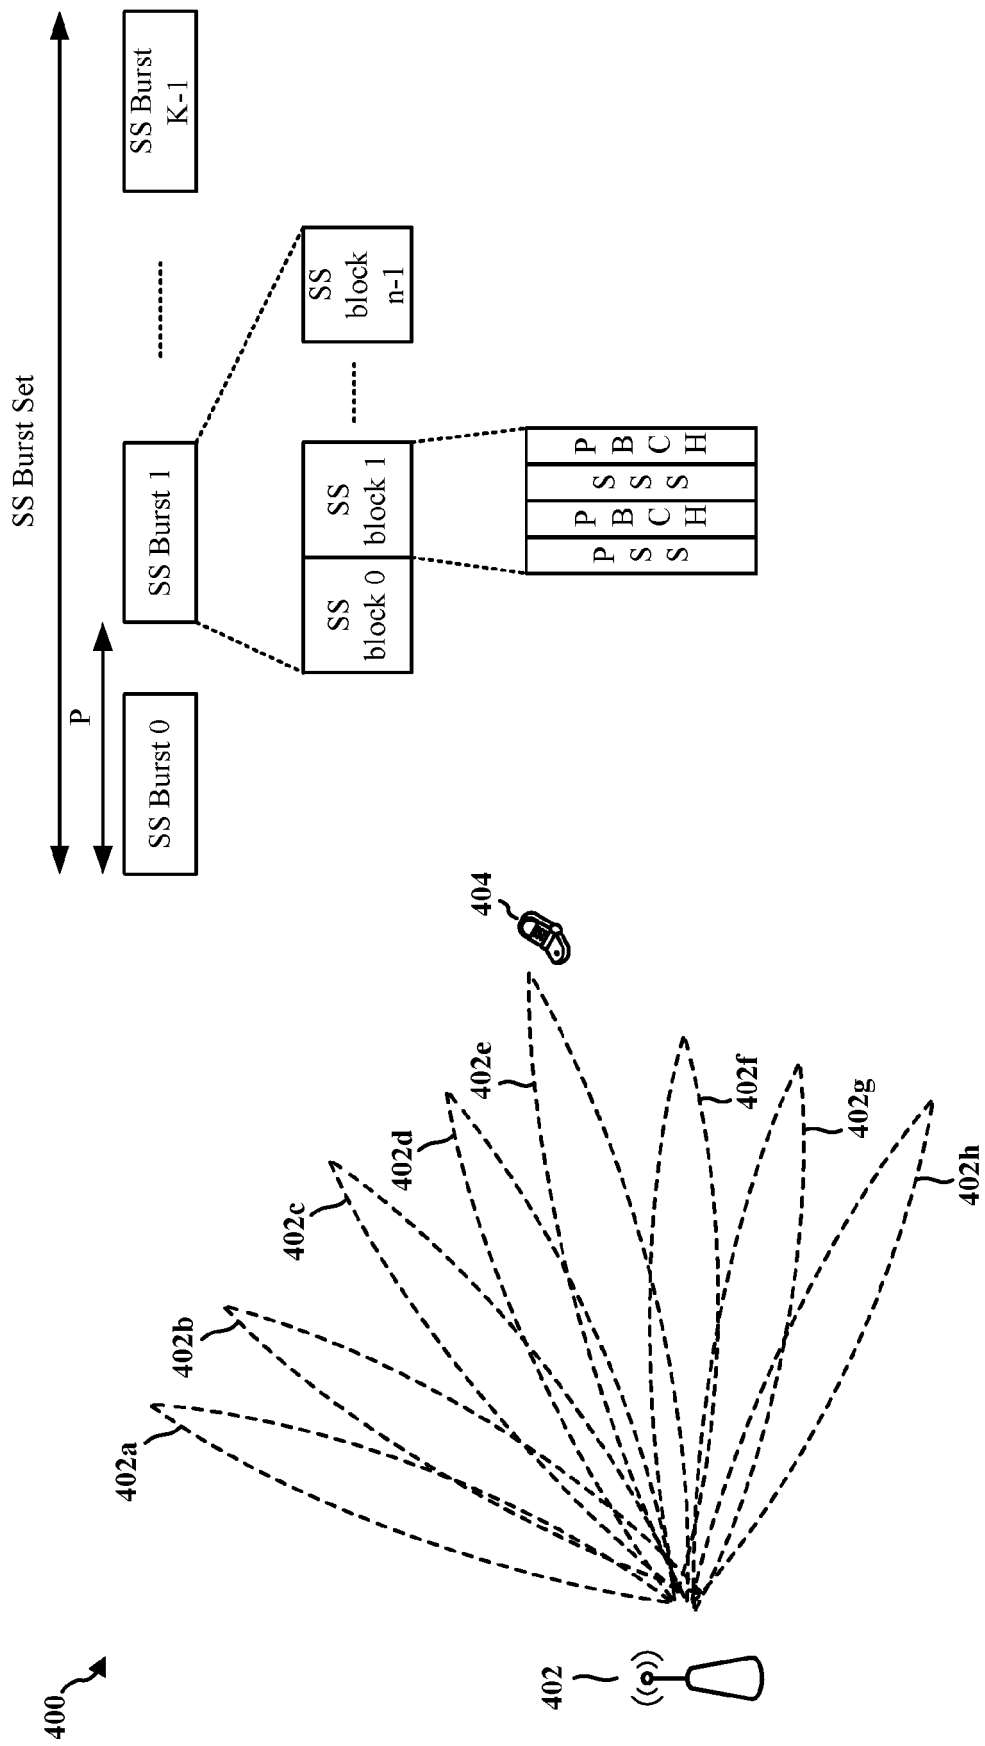 400
402
402a
402b
402c
402d
402e
402f
402g
402h
404
SS Burst Set
P
SS Burst 0
SS Burst 1
SS Burst
K-1
SS
block 0
SS
block 1
SS
block
n-1
PSS
PBCH
SSS
PBCH